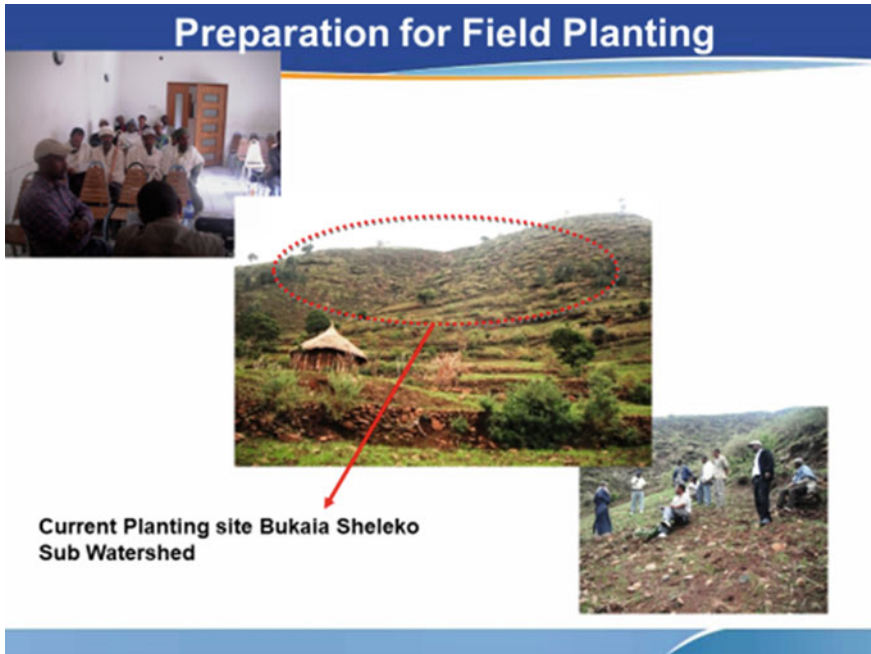 Preparation for Field Planting
Current Planting site Bukaia Sheleko
Sub Watershed